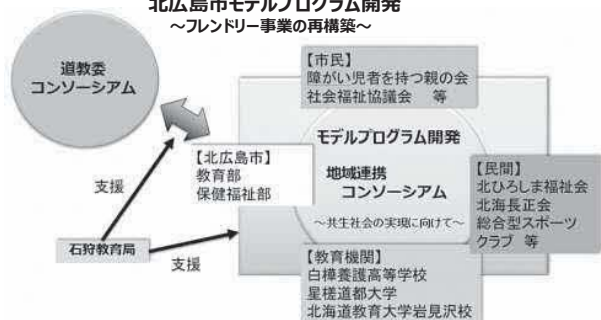 北広島市モデルプログラム開発
～フレンドリー事業の再構築～
道教委
コンソーシアム
【市民】
障がい児者を持つ親の会
社会福祉協議会　等
モデルプログラム開発
【北広島市】
教育部
保健福祉部
地域連携
コンソーシアム
～共生社会の実現に向けて～
【民間】
北ひろしま福祉会
北海長正会
総合型スポーツ
クラブ　等
支援
石狩教育局
支援
【教育機関】
白樺養護高等学校
星槎道都大学
北海道教育大学岩見沢校